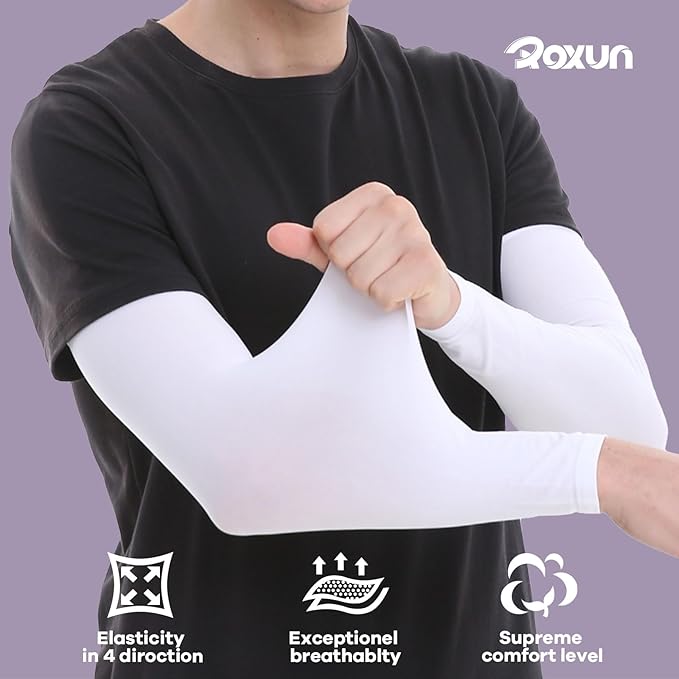 Roxun
Elasticity
in 4 diroction
Exceptionel
breathablty
Supreme
comfort level